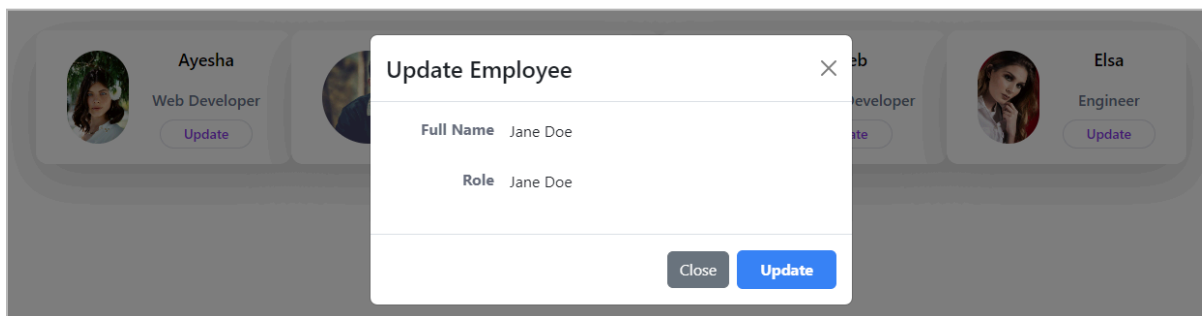 Ayesha
Web Developer
Update
Update Employee
Full Name Jane Doe
Role Jane Doe
Close Update
Elsa
Engineer
Update